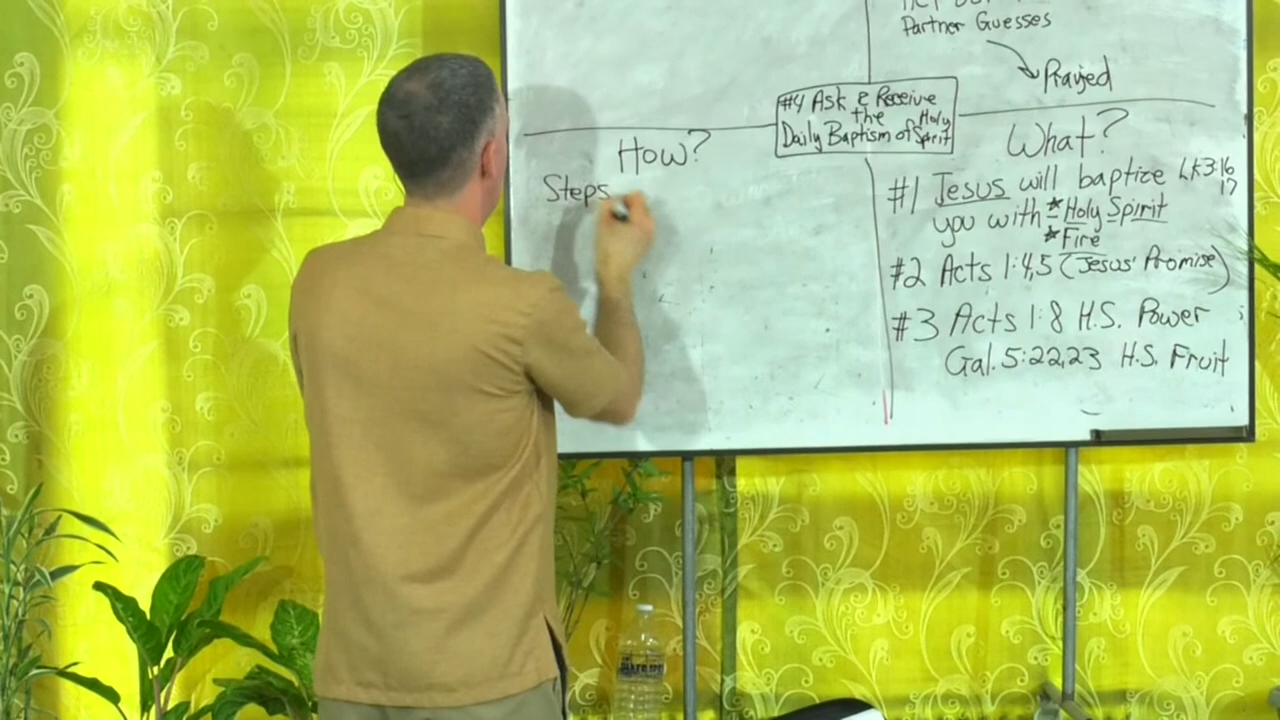 Partner Guesses
Prayed
#4 Ask & Receive
the Holy
Daily Baptism of Spirit
How?
Steps
What?
#1 Jesus will baptize Lk3:16
17
you with * Holy Spirit
* Fire
#2 Acts 1:4,5 (Jesus' Promise)
#3 Acts 1:8 H.S. Power
Gal. 5:22,23 H.S. Fruit